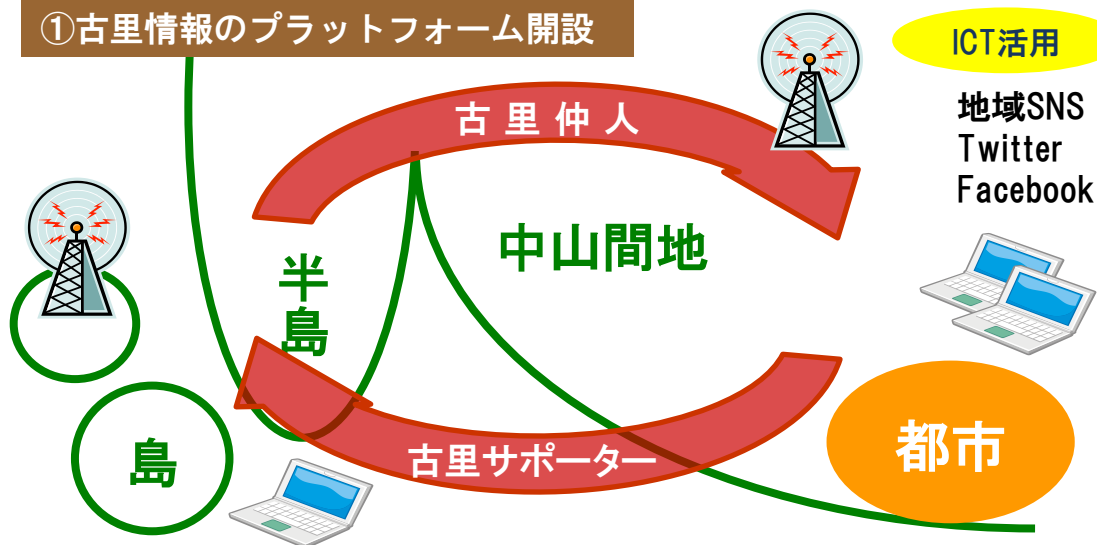 ①古里情報のプラットフォーム開設
ICT活用
地域SNS
Twitter
Facebook
古里仲人
中山間地
半島
島
古里サポーター
都市